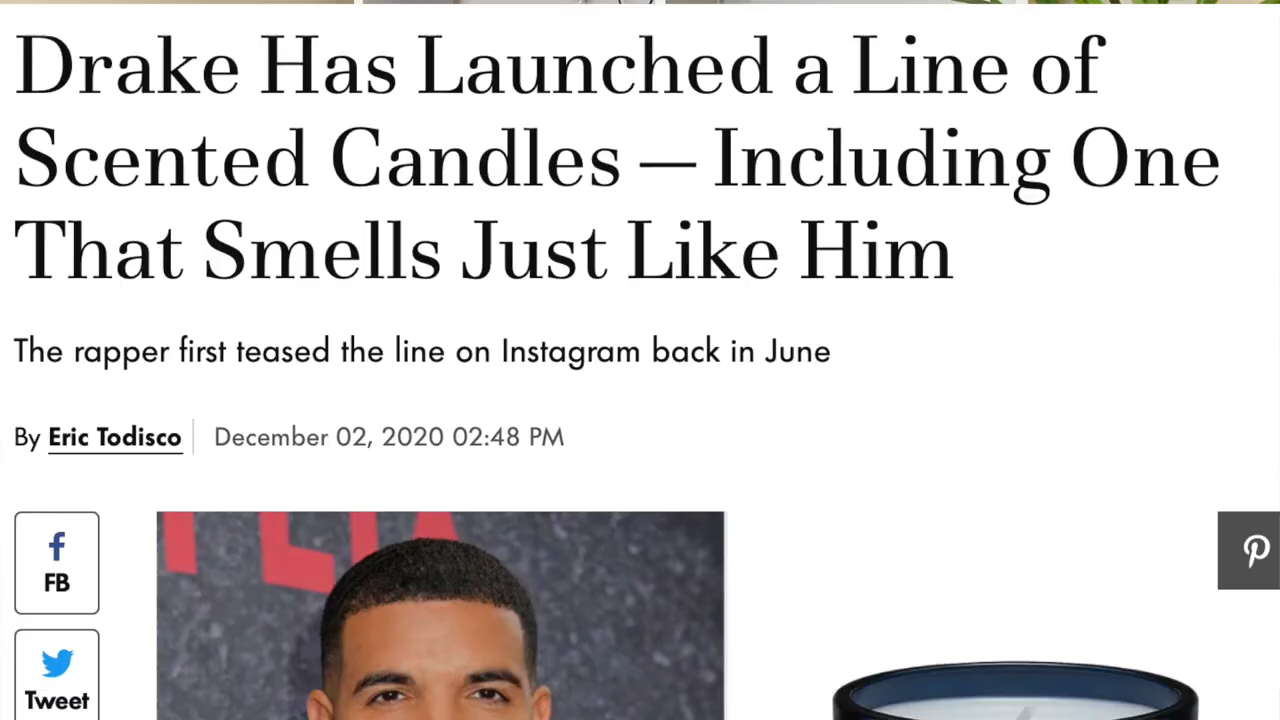 Drake Has Launched a Line of
Scented Candles — Including One
That Smells Just Like Him
The rapper first teased the line on Instagram back in June
By Eric Todisco December 02, 2020 02:48 PM
FB
Tweet